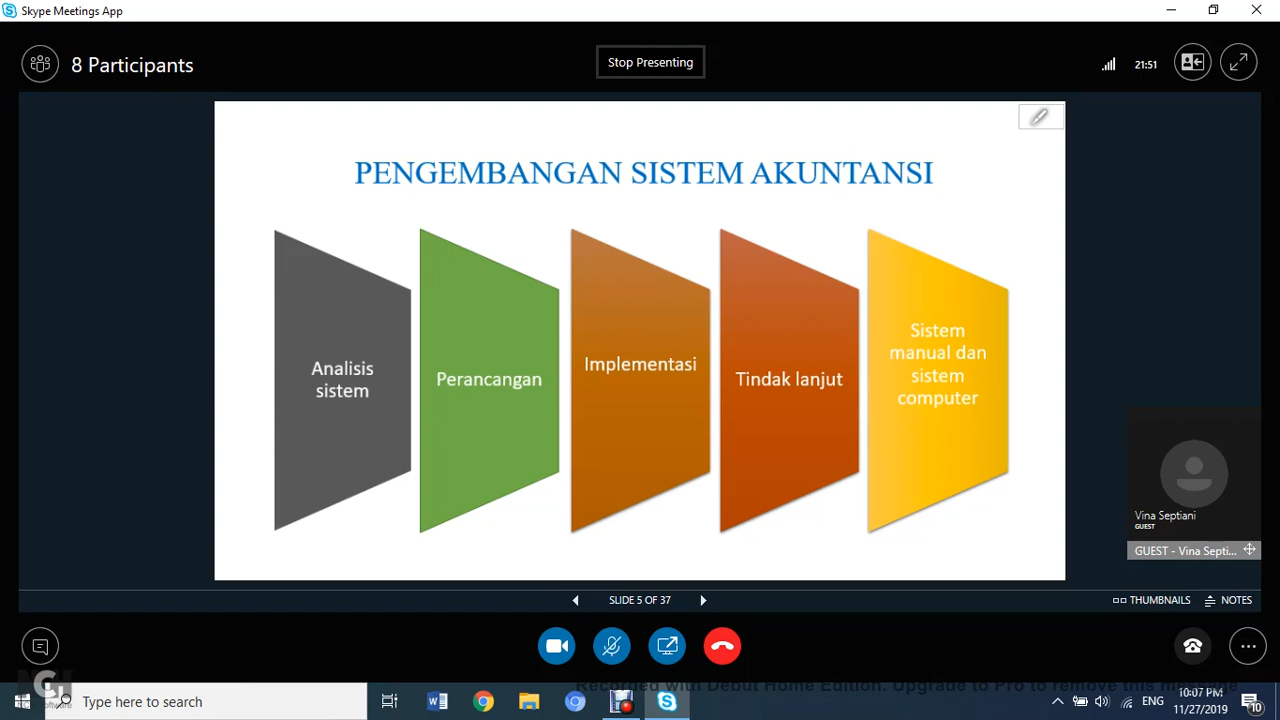 Skype Meetings App
8 Participants
Stop Presenting
21:51
PENGEMBANGAN SISTEM AKUNTANSI
Analisis
sistem
Perancangan
Implementasi
Tindak lanjut
Sistem
manual dan
sistem
computer
Vina Septiani
GUEST
GUEST - Vina Septi...
SLIDE 5 OF 37
THUMBNAILS
NOTES
NCH
Software
Recorded with Debut Home Edition. Upgrade to Pro to remove this message
Type here to search
ENG
10:07 PM
11/27/2019
10